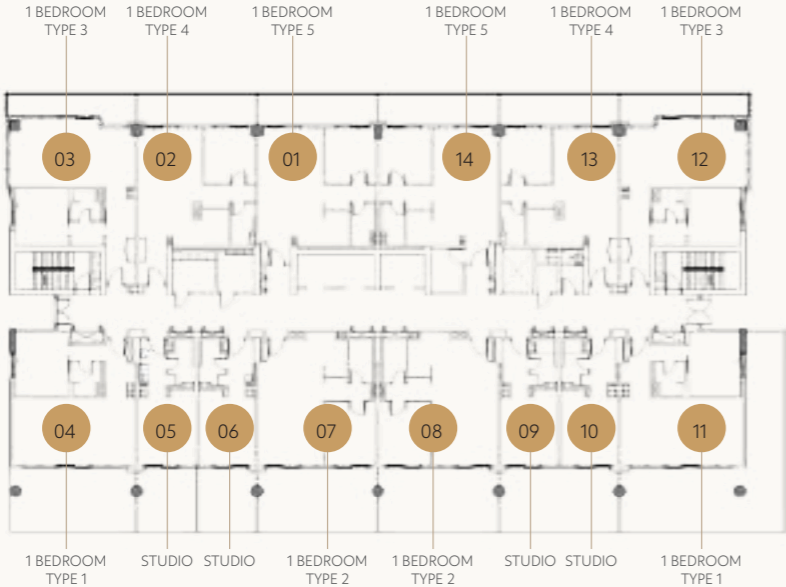 1 BEDROOM
TYPE 3
1 BEDROOM
TYPE 4
1 BEDROOM
TYPE 5
1 BEDROOM
TYPE 5
1 BEDROOM
TYPE 4
1 BEDROOM
TYPE 3
03
02
01
14
13
12
04
05
06
07
08
09
10
11
1 BEDROOM
TYPE 1
STUDIO
STUDIO
1 BEDROOM
TYPE 2
1 BEDROOM
TYPE 2
STUDIO
STUDIO
1 BEDROOM
TYPE 1